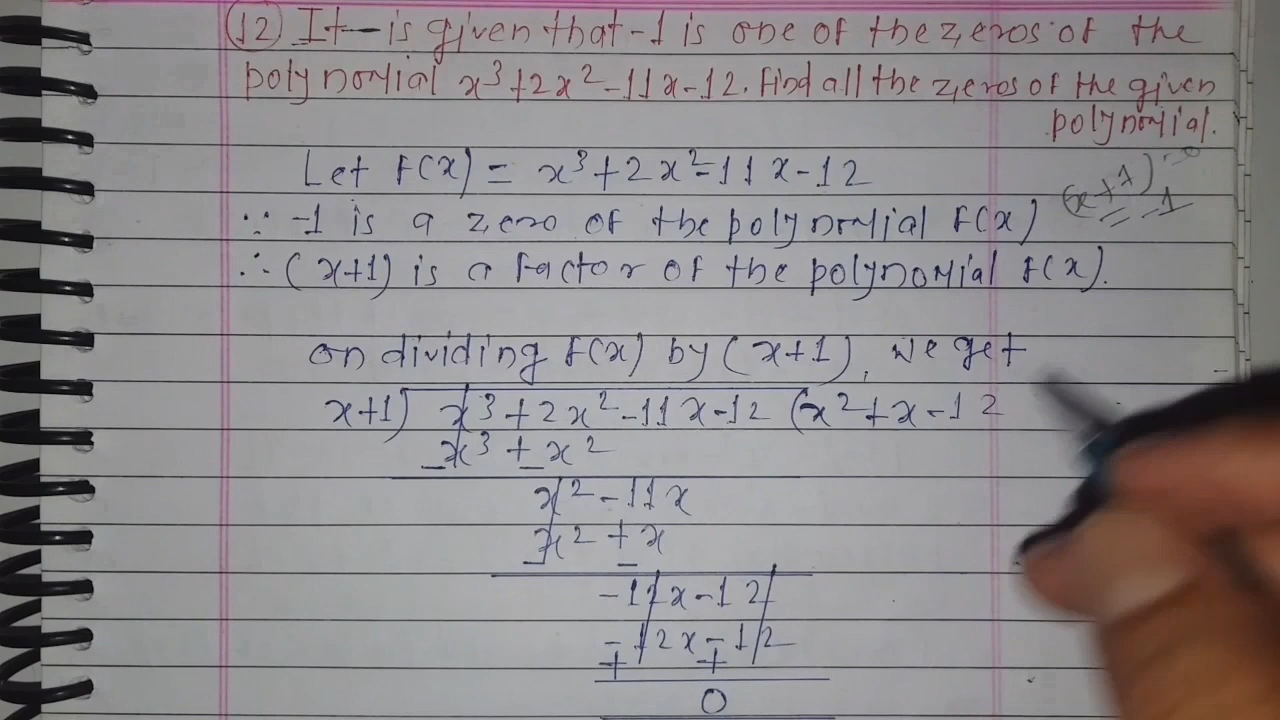 (12) It is given that -1 is one of the zeros of the
polynomial x³+2x²-11x-12. Find all the zeros of the given
polynomial.
Let f(x) = x³+2x²-11x-12
(x+1)=0
-1
∵ -1 is a zero of the polynomial f(x)
∴ (x+1) is a factor of the polynomial f(x).
on dividing f(x) by (x+1), we get
x+1) x³+2x²-11x-12 (x²+x-12
x³+x²
- -
x²-11x
x²+x
- -
-12x-12
-12x-12
+ +
0